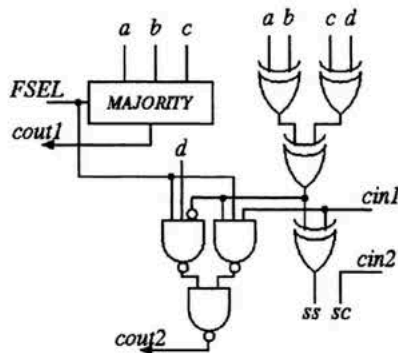 a b c
a b
c d
FSEL
MAJORITY
cout1
d
cin1
cin2
ss sc
cout2